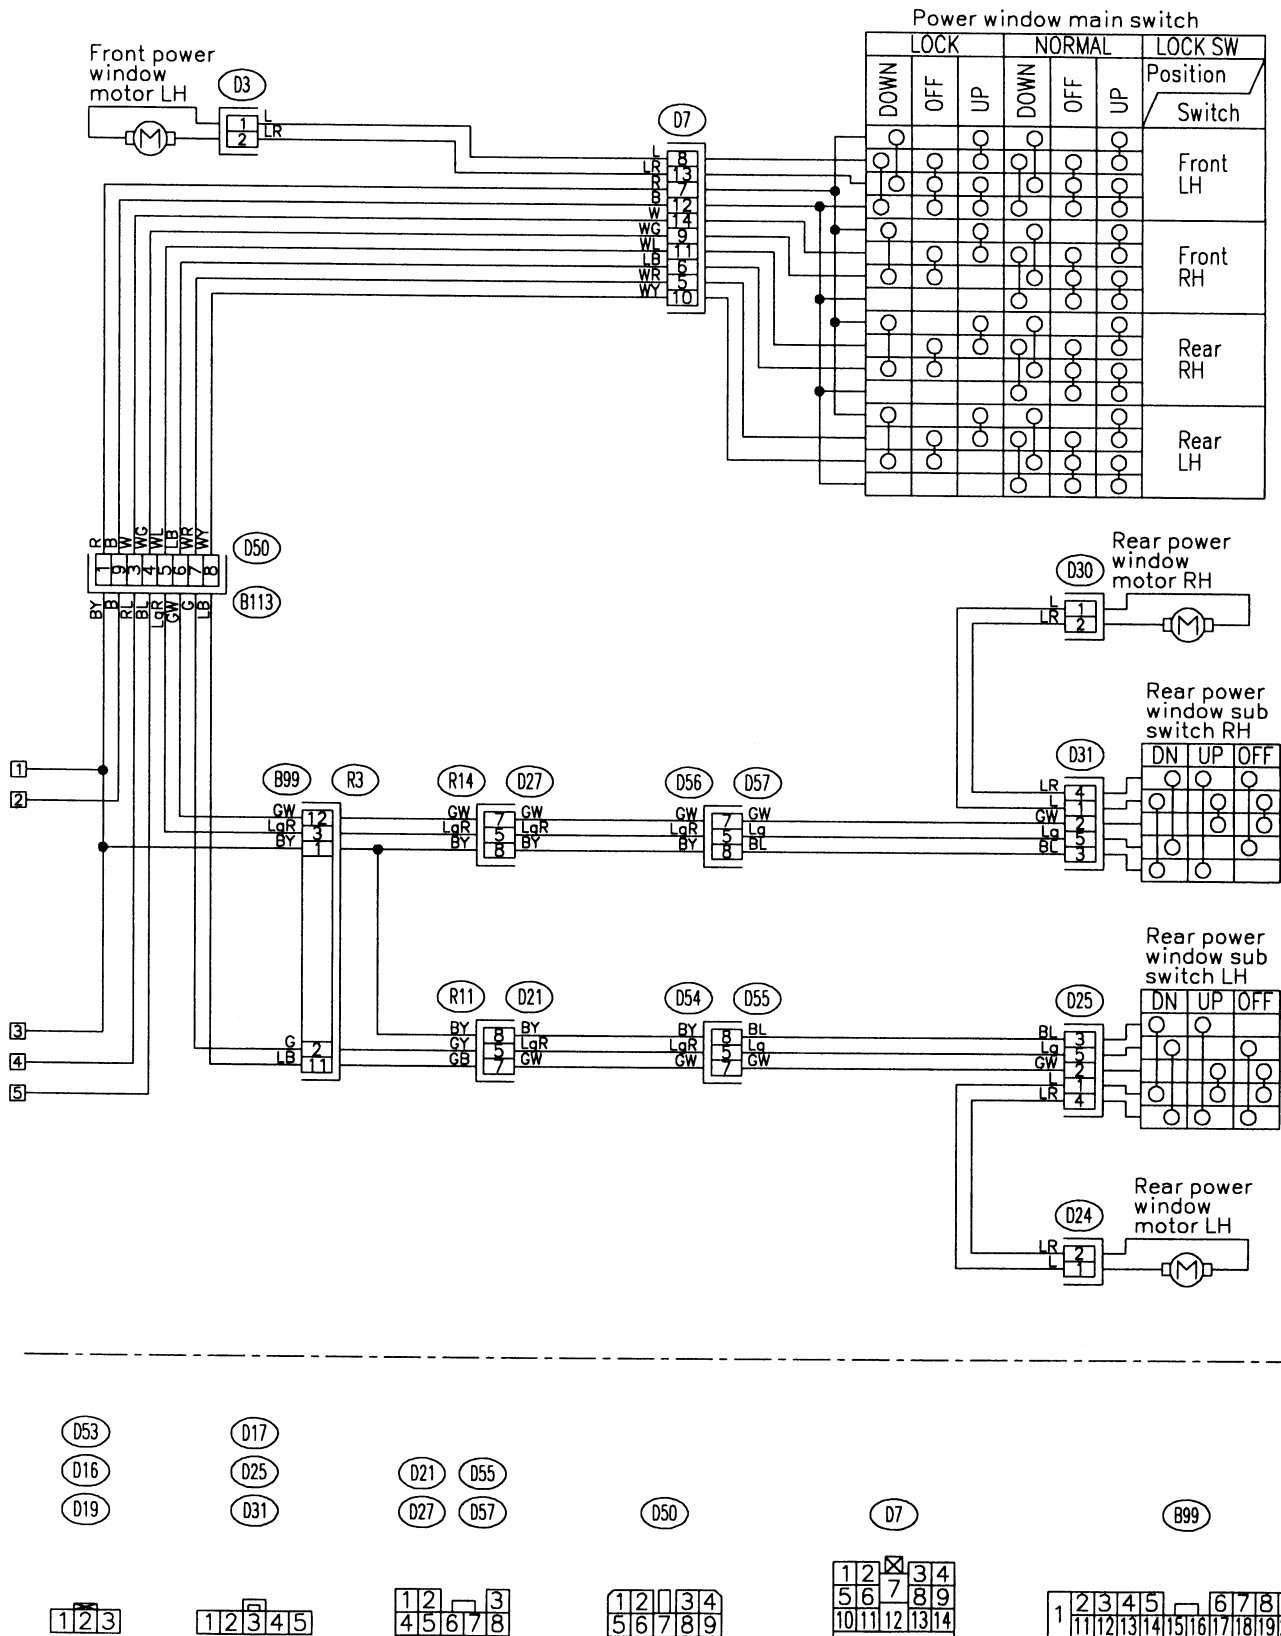 Power window main switch
LOCK NORMAL LOCK SW
DOWN OFF UP DOWN OFF UP Position
Switch
Front
LH
Front
RH
Rear
RH
Rear
LH
Front power
window
motor LH
D3
1 L
2 LR
M
D7
L 8
LR 13
R 7
B 12
W 14
WG 9
WL 11
LB 6
WR 5
WY 10
R B W WG WL LB WR WY
1 9 3 4 5 6 7 8
D50
B113
BY B RL BL LgR GW G LB
Rear power
window
motor RH
D30
L 1
LR 2
M
Rear power
window sub
switch RH
DN UP OFF
D31
LR 4
L 1
GW 2
Lg 5
BL 3
1
2
B99 R3
GW 12
LgR 3
BY 1
R14 D27
GW 7 GW
LgR 5 LgR
BY 8 BY
D56 D57
GW 7 GW
LgR 5 Lg
BY 8 BL
Rear power
window sub
switch LH
DN UP OFF
R11 D21
BY 8 BY
GY 5 LgR
GB 7 GW
D54 D55
BY 8 BL
LgR 5 Lg
GW 7 GW
D25
BL 3
Lg 5
GW 2
L 1
LR 4
3
4
5
G 2
LB 11
Rear power
window
motor LH
D24
LR 2
L 1
M
D53
D16
D19
1 2 3
D17
D25
D31
1 2 3 4 5
D21 D55
D27 D57
1 2 3
4 5 6 7 8
D50
1 2 3 4
5 6 7 8 9
D7
1 2 3 4
5 6 7 8 9
10 11 12 13 14
B99
1 2 3 4 5 6 7 8
11 12 13 14 15 16 17 18 19